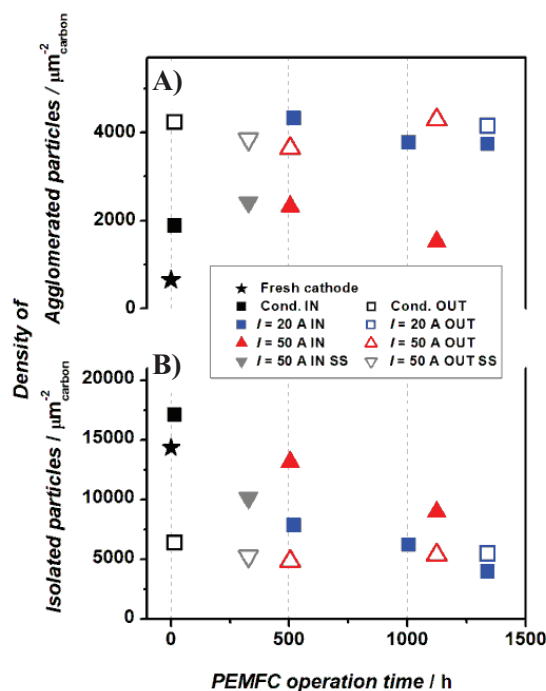 A)
Density of
Agglomerated particles / μm⁻²carbon
4000
2000
0
★ Fresh cathode
■ Cond. IN □ Cond. OUT
■ I = 20 A IN □ I = 20 A OUT
▲ I = 50 A IN △ I = 50 A OUT
▼ I = 50 A IN SS ▽ I = 50 A OUT SS
B)
Isolated particles / μm⁻²carbon
20000
15000
10000
5000
0
0 500 1000 1500
PEMFC operation time / h